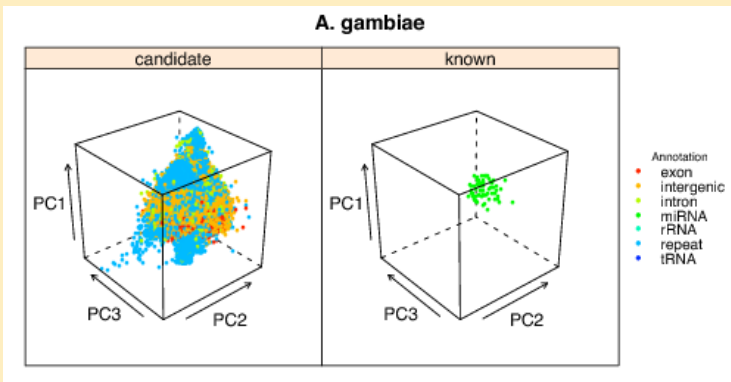 A. gambiae
candidate
known
PC1
PC3
PC2
PC1
PC3
PC2
Annotation
exon
intergenic
intron
miRNA
rRNA
repeat
tRNA